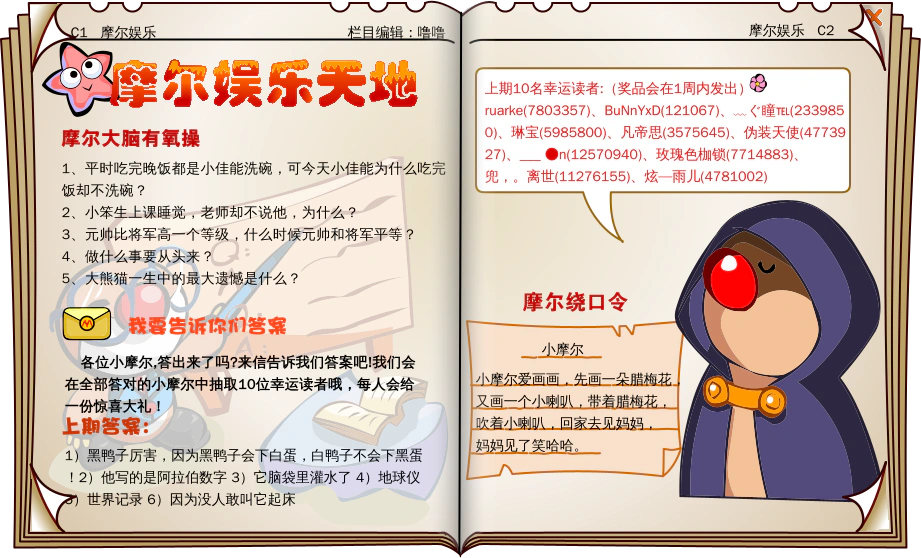 C1 摩尔娱乐
栏目编辑：噜噜
摩尔娱乐天地
摩尔大脑有氧操
1、平时吃完晚饭都是小佳能洗碗，可今天小佳能为什么吃完
饭却不洗碗？
2、小笨生上课睡觉，老师却不说他，为什么？
3、元帅比将军高一个等级，什么时候元帅和将军平等？
4、做什么事要从头来？
5、大熊猫一生中的最大遗憾是什么？
我要告诉你们答案
各位小摩尔,答出来了吗?来信告诉我们答案吧!我们会
在全部答对的小摩尔中抽取10位幸运读者哦，每人会给
一份惊喜大礼！
上期答案：
1）黑鸭子厉害，因为黑鸭子会下白蛋，白鸭子不会下黑蛋
！2）他写的是阿拉伯数字 3）它脑袋里灌水了 4）地球仪
5）世界记录 6）因为没人敢叫它起床
摩尔娱乐 C2
上期10名幸运读者:（奖品会在1周内发出）
ruarke(7803357)、BuNnYxD(121067)、﹏ぐ瞳℡(233985
0)、琳宝(5985800)、凡帝思(3575645)、伪装天使(47739
27)、___ ●n(12570940)、玫瑰色枷锁(7714883)、
兜，。离世(11276155)、炫—雨儿(4781002)
摩尔绕口令
小摩尔
小摩尔爱画画，先画一朵腊梅花，
又画一个小喇叭，带着腊梅花，
吹着小喇叭，回家去见妈妈，
妈妈见了笑哈哈。